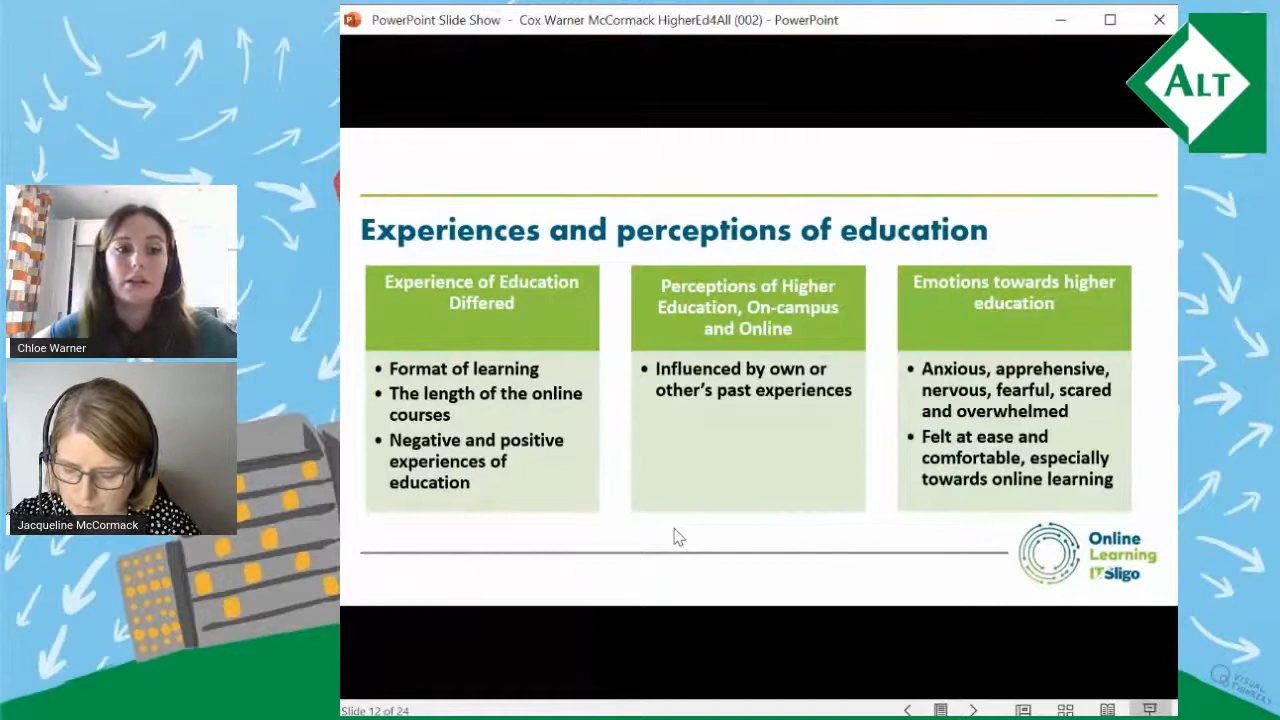 PowerPoint Slide Show - Cox Warner McCormack HigherEd4All (002) - PowerPoint
ALT
Experiences and perceptions of education
Experience of Education
Differed
• Format of learning
• The length of the online
courses
• Negative and positive
experiences of
education
Perceptions of Higher
Education, On-campus
and Online
• Influenced by own or
other's past experiences
Emotions towards higher
education
• Anxious, apprehensive,
nervous, fearful, scared
and overwhelmed
• Felt at ease and
comfortable, especially
towards online learning
Chloe Warner
Jacqueline McCormack
Online
Learning
IT Sligo
Slide 12 of 24
VISUAL
THINKERY